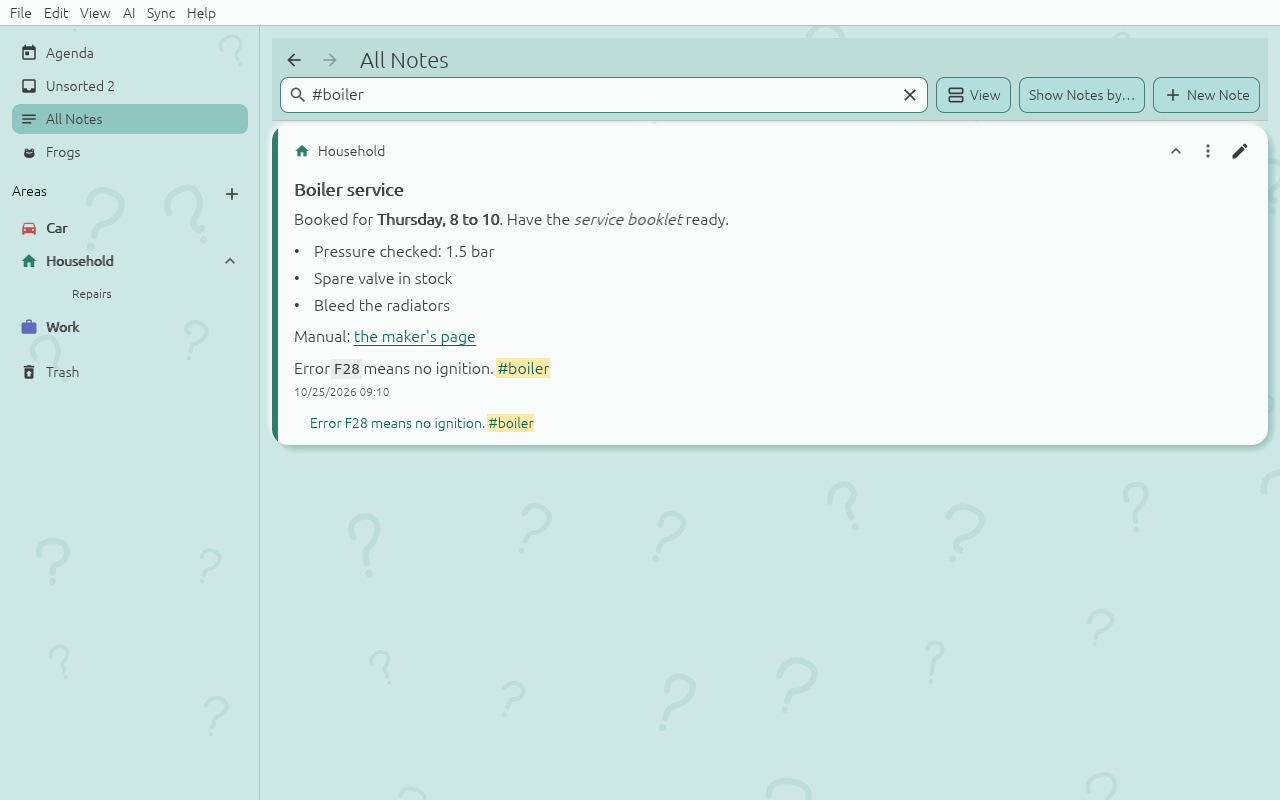 File Edit View AI Sync Help
Agenda
Unsorted 2
All Notes
Frogs
Areas
Car
Household
Repairs
Work
Trash
All Notes
#boiler
View
Show Notes by...
New Note
Household
Boiler service
Booked for Thursday, 8 to 10. Have the service booklet ready.
• Pressure checked: 1.5 bar
• Spare valve in stock
• Bleed the radiators
Manual: the maker's page
Error F28 means no ignition. #boiler
10/25/2026 09:10
Error F28 means no ignition. #boiler